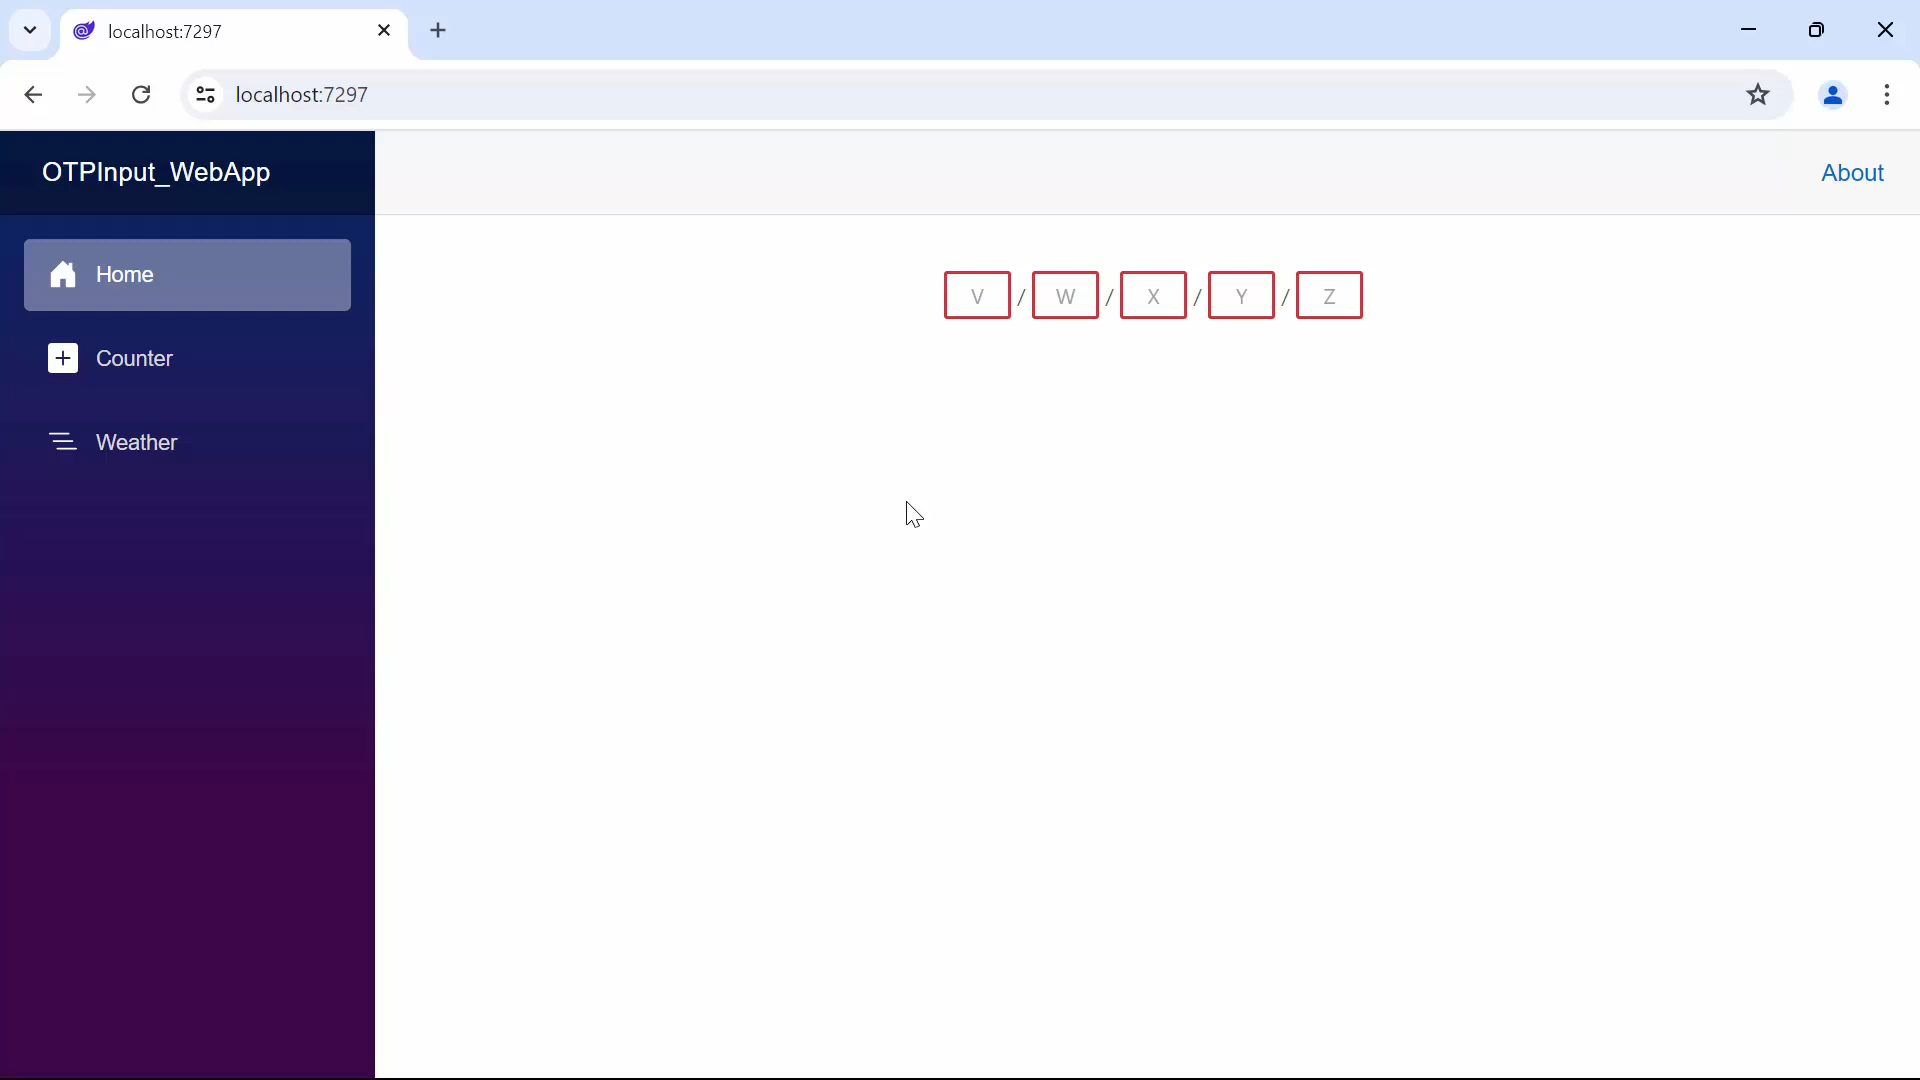 localhost:7297
localhost:7297
OTPInput_WebApp
About
Home
V / W / X / Y / Z
Counter
Weather